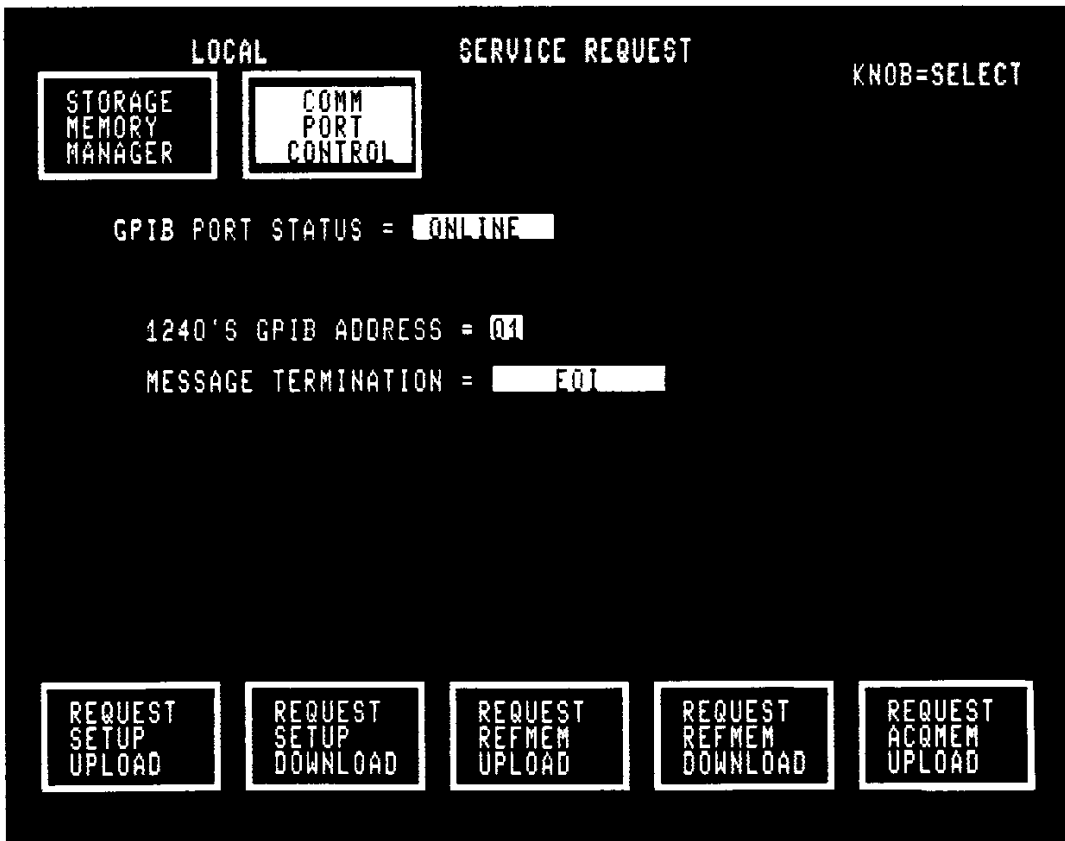 LOCAL SERVICE REQUEST
KNOB=SELECT
STORAGE
MEMORY
MANAGER
COMM
PORT
CONTROL
GPIB PORT STATUS = ONLINE
1240'S GPIB ADDRESS = 01
MESSAGE TERMINATION = EOI
REQUEST
SETUP
UPLOAD
REQUEST
SETUP
DOWNLOAD
REQUEST
REFMEM
UPLOAD
REQUEST
REFMEM
DOWNLOAD
REQUEST
ACQMEM
UPLOAD